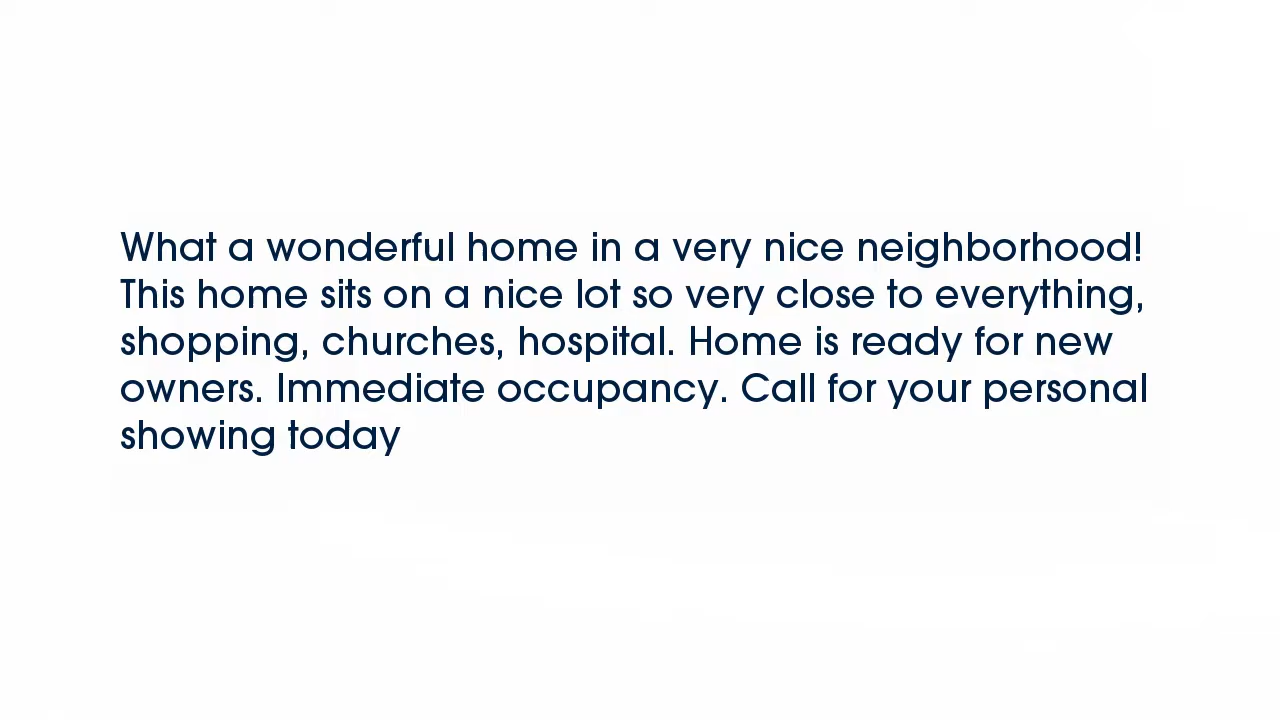 What a wonderful home in a very nice neighborhood!
This home sits on a nice lot so very close to everything,
shopping, churches, hospital. Home is ready for new
owners. Immediate occupancy. Call for your personal
showing today